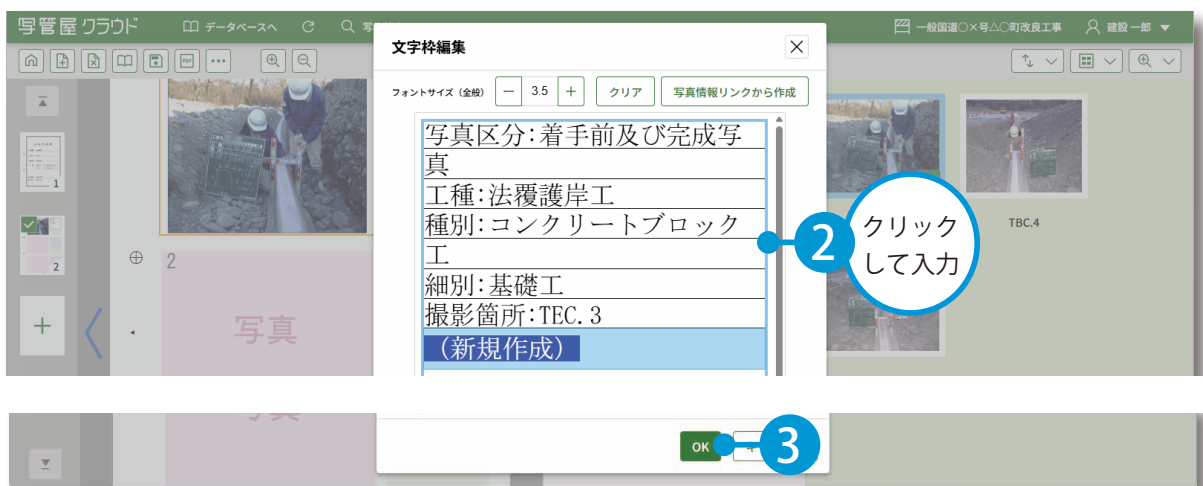 写管屋クラウド
データベースへ
一般国道○×号△○町改良工事
建設 一郎
文字枠編集
フォントサイズ（全般）
3.5
クリア
写真情報リンクから作成
写真区分:着手前及び完成写
真
工種:法覆護岸工
種別:コンクリートブロック
工
細別:基礎工
撮影箇所:TEC.3
（新規作成）
PDF
1
2
2
写真
TBC.4
2
クリック
して入力
写真
OK
3